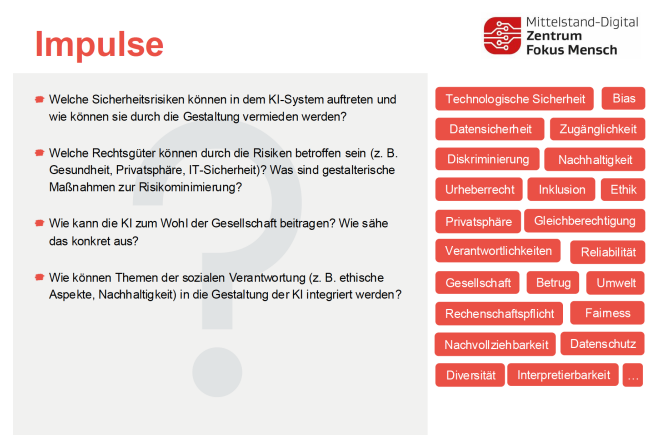 Impulse
Mittelstand-Digital
Zentrum
Fokus Mensch
Welche Sicherheitsrisiken können in dem KI-System auftreten und
wie können sie durch die Gestaltung vermieden werden?
Welche Rechtsgüter können durch die Risiken betroffen sein (z. B.
Gesundheit, Privatsphäre, IT-Sicherheit)? Was sind gestalterische
Maßnahmen zur Risikominimierung?
Wie kann die KI zum Wohl der Gesellschaft beitragen? Wie sähe
das konkret aus?
Wie können Themen der sozialen Verantwortung (z. B. ethische
Aspekte, Nachhaltigkeit) in die Gestaltung der KI integriert werden?
?
Technologische Sicherheit Bias
Datensicherheit Zugänglichkeit
Diskriminierung Nachhaltigkeit
Urheberrecht Inklusion Ethik
Privatsphäre Gleichberechtigung
Verantwortlichkeiten Reliabilität
Gesellschaft Betrug Umwelt
Rechenschaftspflicht Fairness
Nachvollziehbarkeit Datenschutz
Diversität Interpretierbarkeit ...